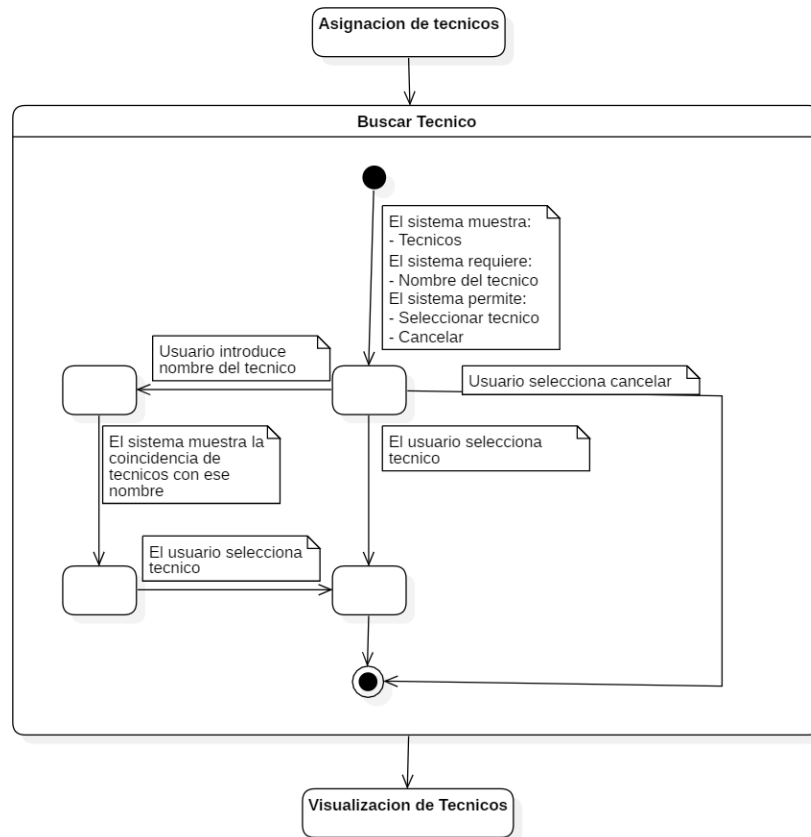 Asignacion de tecnicos
Buscar Tecnico
El sistema muestra:
- Tecnicos
El sistema requiere:
- Nombre del tecnico
El sistema permite:
- Seleccionar tecnico
- Cancelar
Usuario introduce
nombre del tecnico
Usuario selecciona cancelar
El sistema muestra la
coincidencia de
tecnicos con ese
nombre
El usuario selecciona
tecnico
El usuario selecciona
tecnico
Visualizacion de Tecnicos